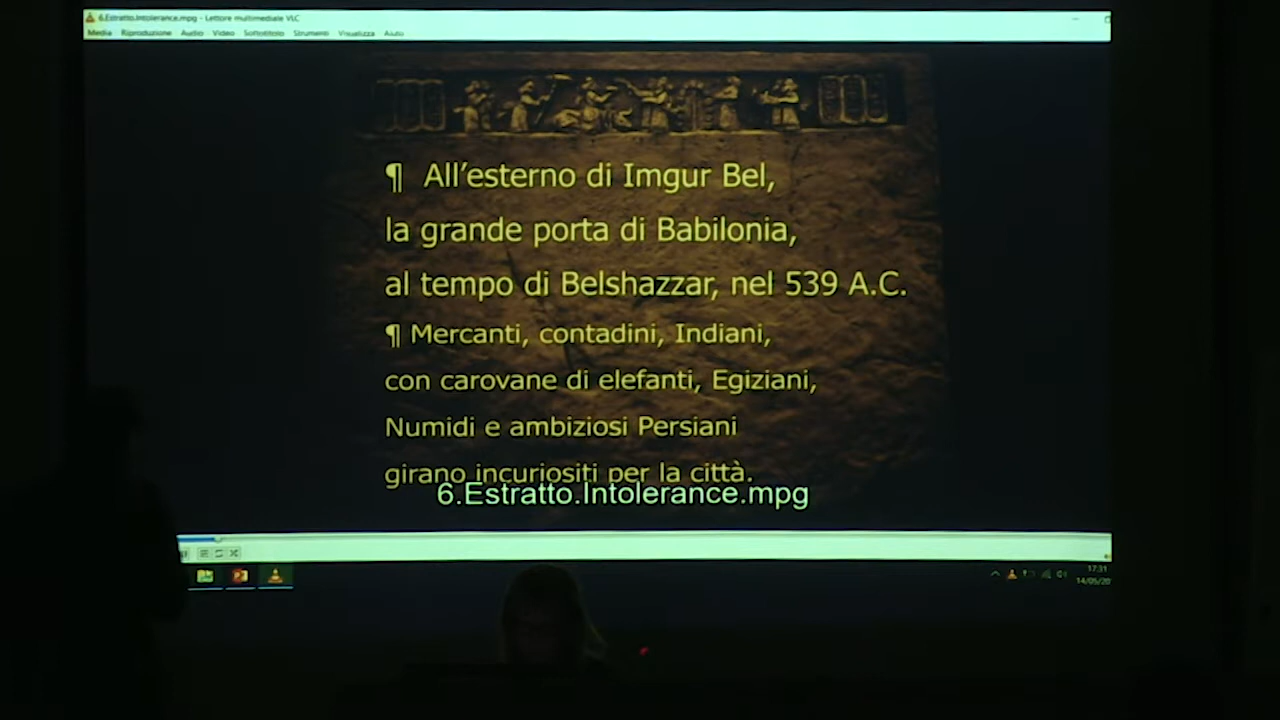 6.Estratto.Intolerance.mpg - Lettore multimediale VLC
Media Riproduzione Audio Video Sottotitolo Strumenti Visualizza Aiuto
¶ All’esterno di Imgur Bel,
la grande porta di Babilonia,
al tempo di Belshazzar, nel 539 A.C.
¶ Mercanti, contadini, Indiani,
con carovane di elefanti, Egiziani,
Numidi e ambiziosi Persiani
girano incuriositi per la città.
6.Estratto.Intolerance.mpg
17:31
14/05/20